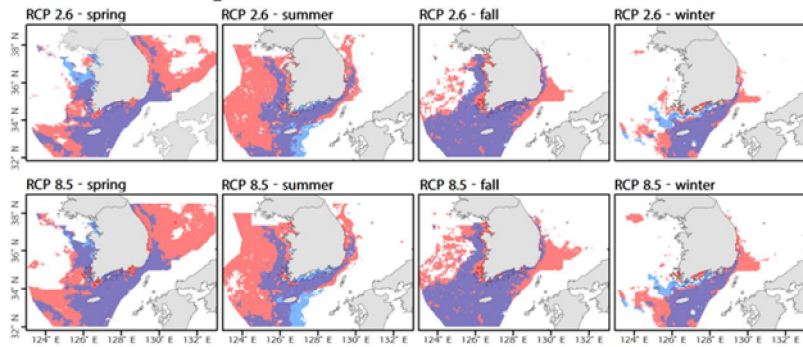 RCP 2.6 - spring RCP 2.6 - summer RCP 2.6 - fall RCP 2.6 - winter
38° N
36° N
34° N
32° N
RCP 8.5 - spring RCP 8.5 - summer RCP 8.5 - fall RCP 8.5 - winter
38° N
36° N
34° N
32° N
124° E 126° E 128° E 130° E 132° E 124° E 126° E 128° E 130° E 132° E 124° E 126° E 128° E 130° E 132° E 124° E 126° E 128° E 130° E 132° E